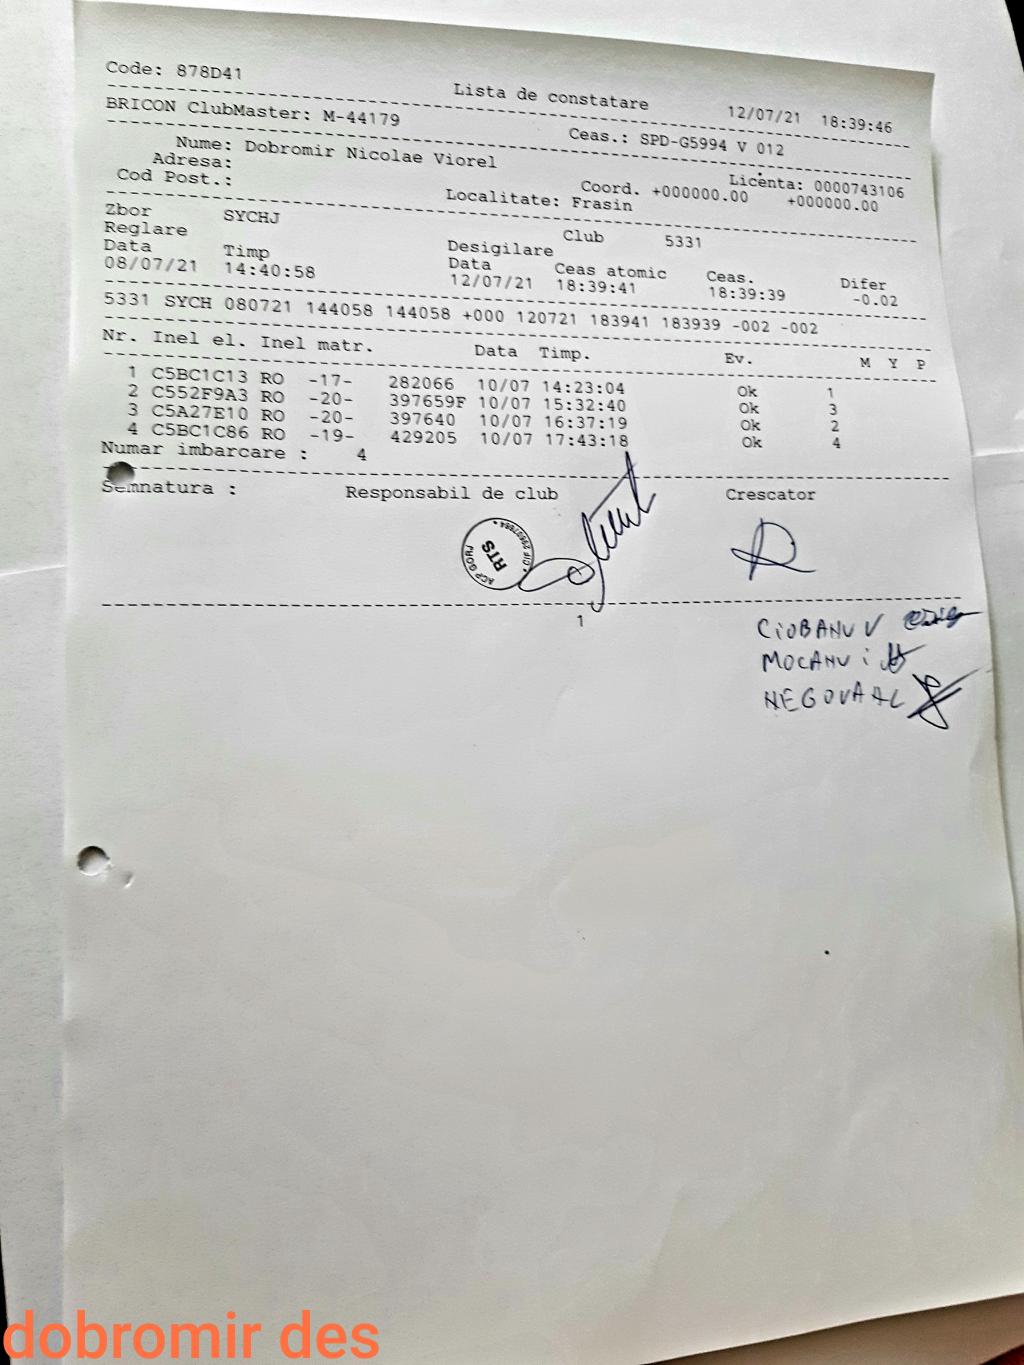 Code: 878D41
Lista de constatare 12/07/21 18:39:46
BRICON ClubMaster: M-44179 Ceas.: SPD-G5994 V 012
Nume: Dobromir Nicolae Viorel Licenta: 0000743106
Adresa: Coord. +000000.00 +000000.00
Cod Post.: Localitate: Frasin
Zbor SYCHJ Club 5331
Reglare Desigilare
Data Timp Data Ceas atomic Ceas. Difer
08/07/21 14:40:58 12/07/21 18:39:41 18:39:39 -0.02
5331 SYCH 080721 144058 144058 +000 120721 183941 183939 -002 -002
Nr. Inel el. Inel matr. Data Timp. Ev. M Y P
1 C5BC1C13 RO -17- 282066 10/07 14:23:04 Ok 1
2 C552F9A3 RO -20- 397659F 10/07 15:32:40 Ok 3
3 C5A27E10 RO -20- 397640 10/07 16:37:19 Ok 2
4 C5BC1C86 RO -19- 429205 10/07 17:43:18 Ok 4
Numar imbarcare : 4
Semnatura : Responsabil de club Crescator
ACP GORJ
RTS
1
CIOBANU V
MOCANU i
NEGOVA AL
dobromir des